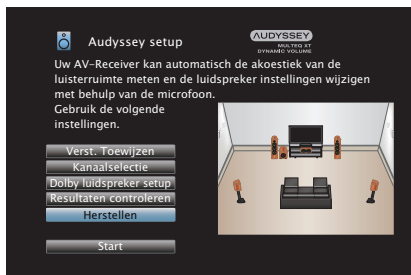 Audyssey setup
AUDYSSEY
MULTEQ XT
DYNAMIC VOLUME
Uw AV-Receiver kan automatisch de akoestiek van de
luisterruimte meten en de luidspreker instellingen wijzigen
met behulp van de microfoon.
Gebruik de volgende
instellingen.
Verst. Toewijzen
Kanaalselectie
Dolby luidspreker setup
Resultaten controleren
Herstellen
Start